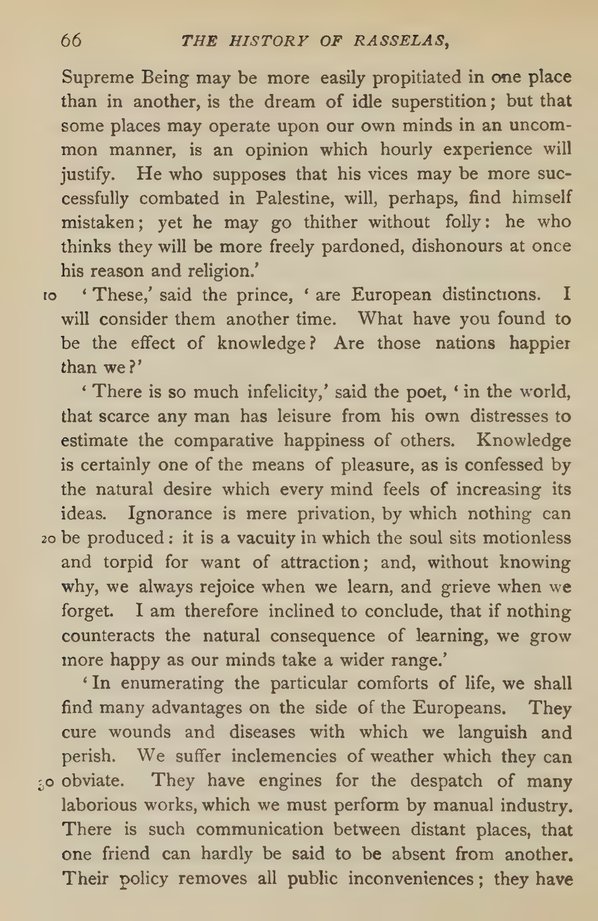 66 THE HISTORY OF RASSELAS,
Supreme Being may be more easily propitiated in one place
than in another, is the dream of idle superstition; but that
some places may operate upon our own minds in an uncom-
mon manner, is an opinion which hourly experience will
justify. He who supposes that his vices may be more suc-
cessfully combated in Palestine, will, perhaps, find himself
mistaken; yet he may go thither without folly: he who
thinks they will be more freely pardoned, dishonours at once
his reason and religion.'
10 ‘These,’ said the prince, ‘are European distinctions. I
will consider them another time. What have you found to
be the effect of knowledge? Are those nations happier
than we?’
‘There is so much infelicity,’ said the poet, ‘in the world,
that scarce any man has leisure from his own distresses to
estimate the comparative happiness of others. Knowledge
is certainly one of the means of pleasure, as is confessed by
the natural desire which every mind feels of increasing its
ideas. Ignorance is mere privation, by which nothing can
20 be produced: it is a vacuity in which the soul sits motionless
and torpid for want of attraction; and, without knowing
why, we always rejoice when we learn, and grieve when we
forget. I am therefore inclined to conclude, that if nothing
counteracts the natural consequence of learning, we grow
more happy as our minds take a wider range.’
‘In enumerating the particular comforts of life, we shall
find many advantages on the side of the Europeans. They
cure wounds and diseases with which we languish and
perish. We suffer inclemencies of weather which they can
30 obviate. They have engines for the despatch of many
laborious works, which we must perform by manual industry.
There is such communication between distant places, that
one friend can hardly be said to be absent from another.
Their policy removes all public inconveniences; they have